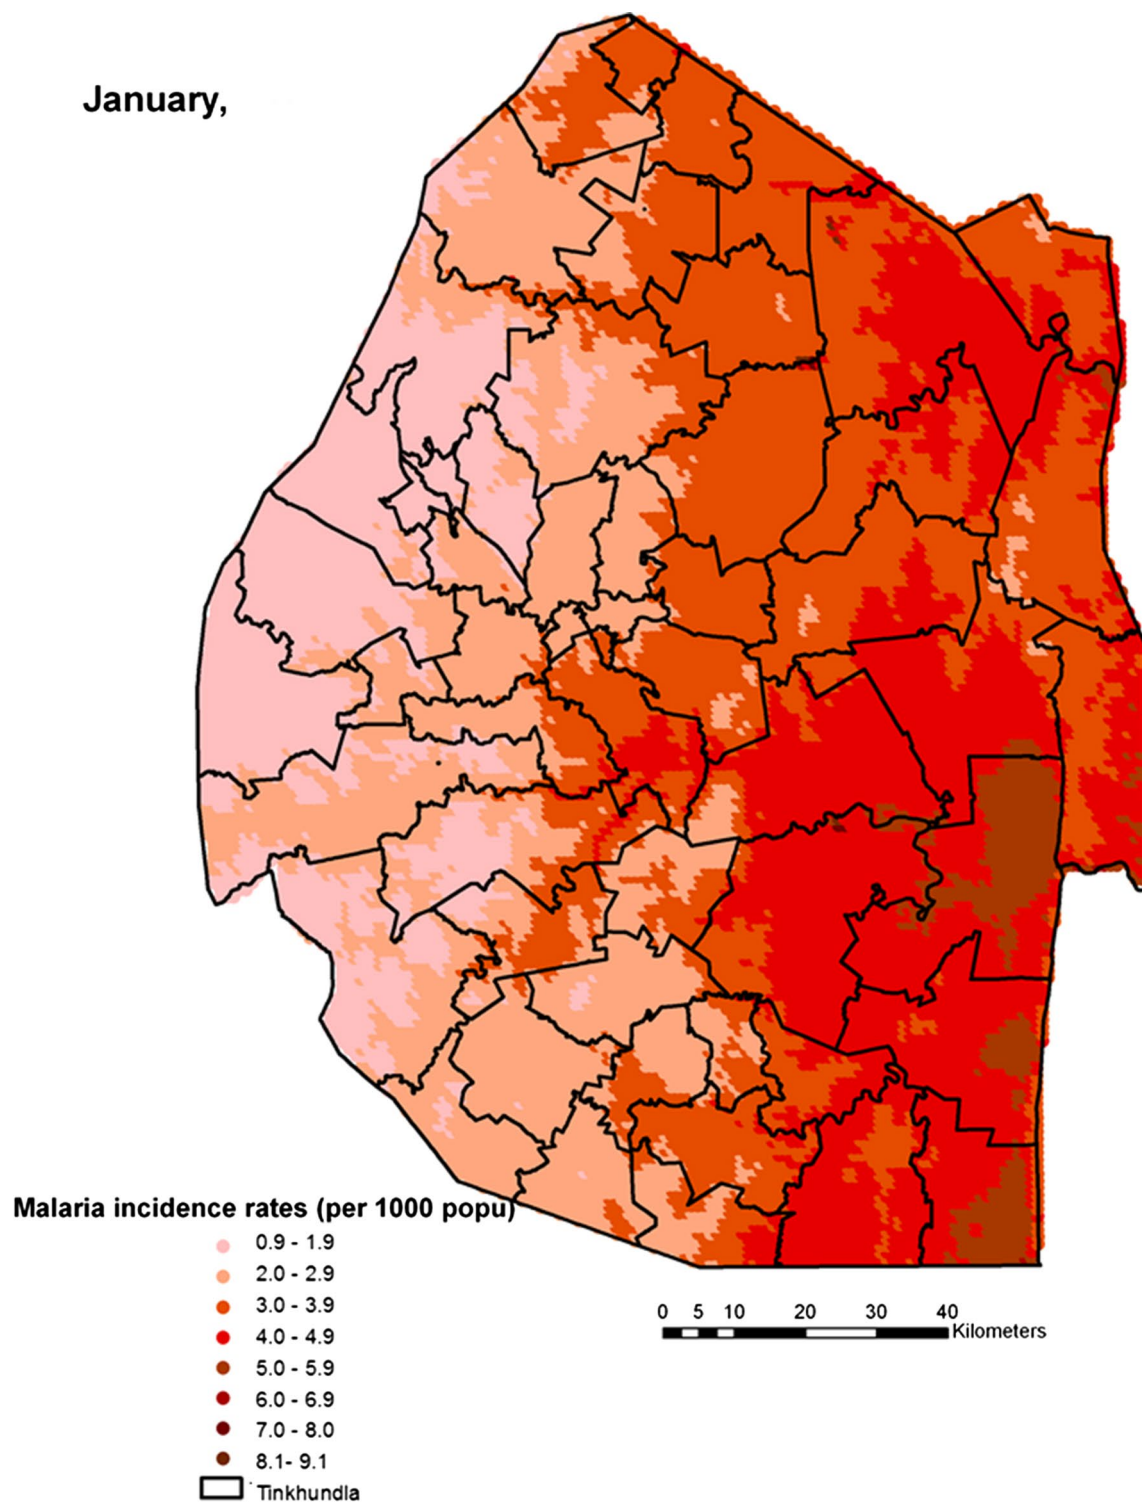 January,
Malaria incidence rates (per 1000 popu)
0.9 - 1.9
2.0 - 2.9
3.0 - 3.9
4.0 - 4.9
5.0 - 5.9
6.0 - 6.9
7.0 - 8.0
8.1- 9.1
Tinkhundla
0 5 10 20 30 40
Kilometers